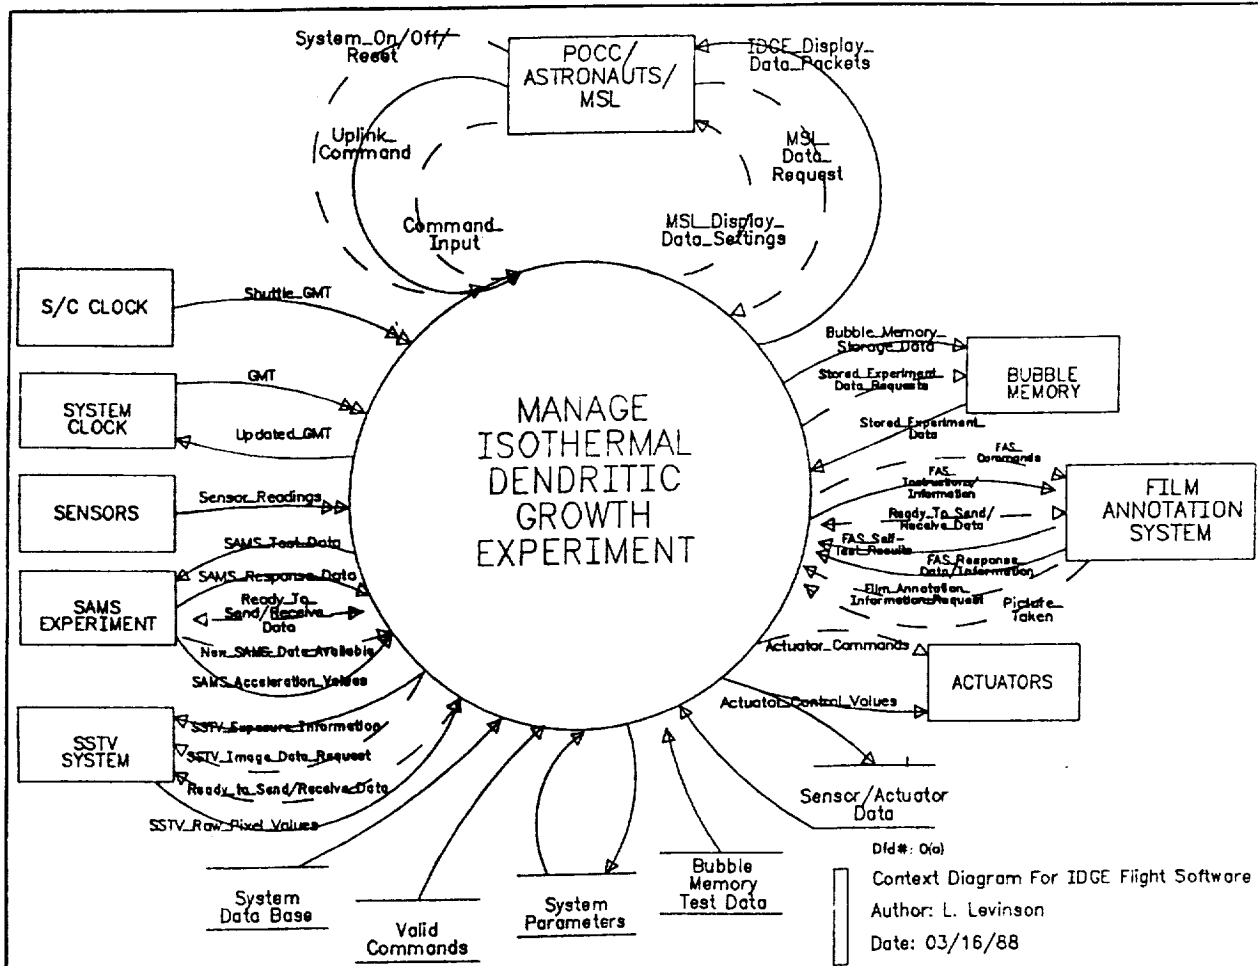 System_On/Off/
Reset
POCC/
ASTRONAUTS/
MSL
IDGE_Display_
Data_Packets
Uplink_
Command
MSL_
Data_
Request
Command_
Input
MSL_Display_
Data_Settings
S/C CLOCK
Shuttle_GMT
SYSTEM
CLOCK
GMT
Updated_GMT
SENSORS
Sensor_Readings
SAMS
EXPERIMENT
SAMS_Test_Data
SAMS_Response_Data
Ready_To_
Send/Receive_
Data
New_SAMS_Data_Available
SAMS_Acceleration_Values
SSTV
SYSTEM
SSTV_Exposure_Information
SSTV_Image_Data_Request
Ready_to_Send/Receive_Data
SSTV_Raw_Pixel_Values
MANAGE
ISOTHERMAL
DENDRITIC
GROWTH
EXPERIMENT
Bubble_Memory_
Storage_Data
Stored_Experiment_
Data_Requests
Stored_Experiment_
Data
BUBBLE
MEMORY
FAS_
Commands
FAS_
Instructions/
Information
Ready_To_Send/
Receive_Data
FAS_Self-
Test_Results
FAS_Response_
Data/Information
Film_Annotation_
Information_Request
Picture_
Taken
FILM
ANNOTATION
SYSTEM
Actuator_Commands
Actuator_Control_Values
ACTUATORS
Sensor/Actuator
Data
System
Data Base
Valid
Commands
System
Parameters
Bubble
Memory
Test Data
Dfd#: 0(a)
Context Diagram For IDGE Flight Software
Author: L. Levinson
Date: 03/16/88